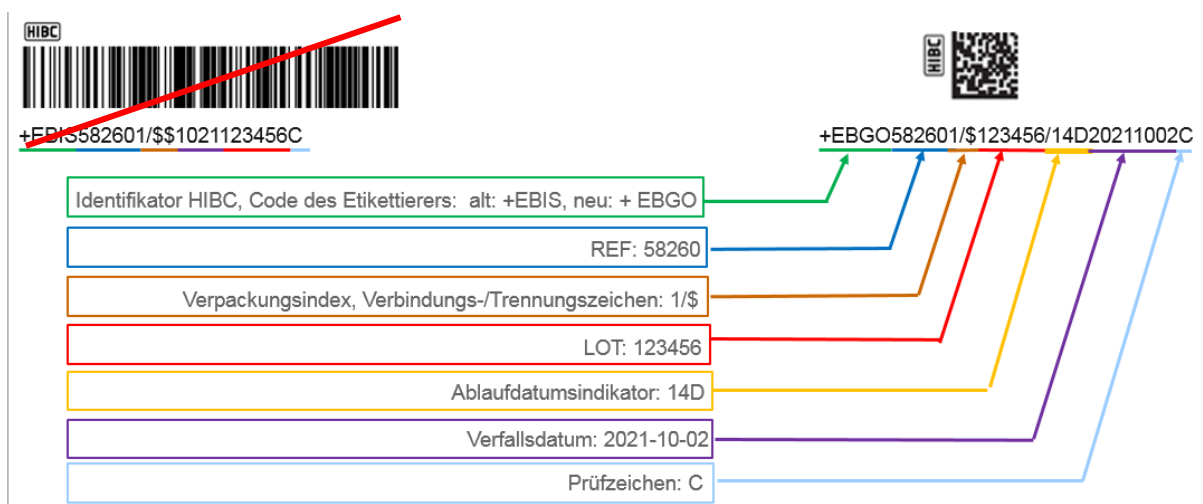 HIBC
HIBC
+EBIS582601/$$1021123456C
+EBGO582601/$123456/14D20211002C
Identifikator HIBC, Code des Etikettierers:  alt: +EBIS, neu: + EBGO
REF: 58260
Verpackungsindex, Verbindungs-/Trennungszeichen: 1/$
LOT: 123456
Ablaufdatumsindikator: 14D
Verfallsdatum: 2021-10-02
Prüfzeichen: C